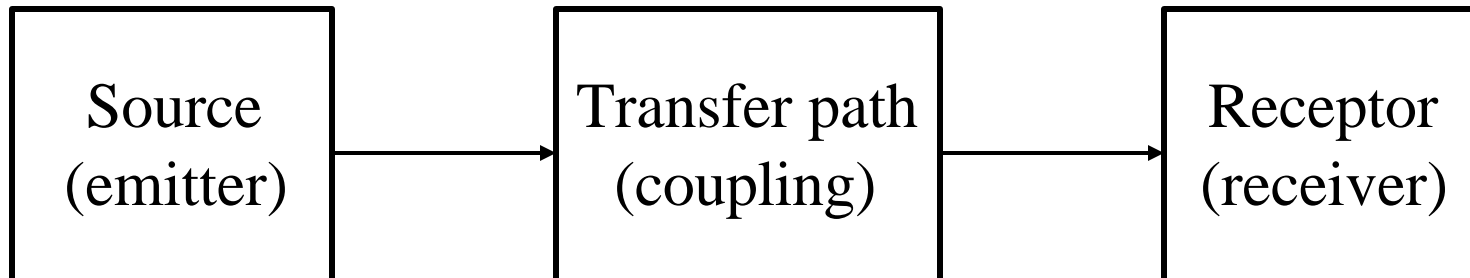 Source
(emitter)
Transfer path
(coupling)
Receptor
(receiver)